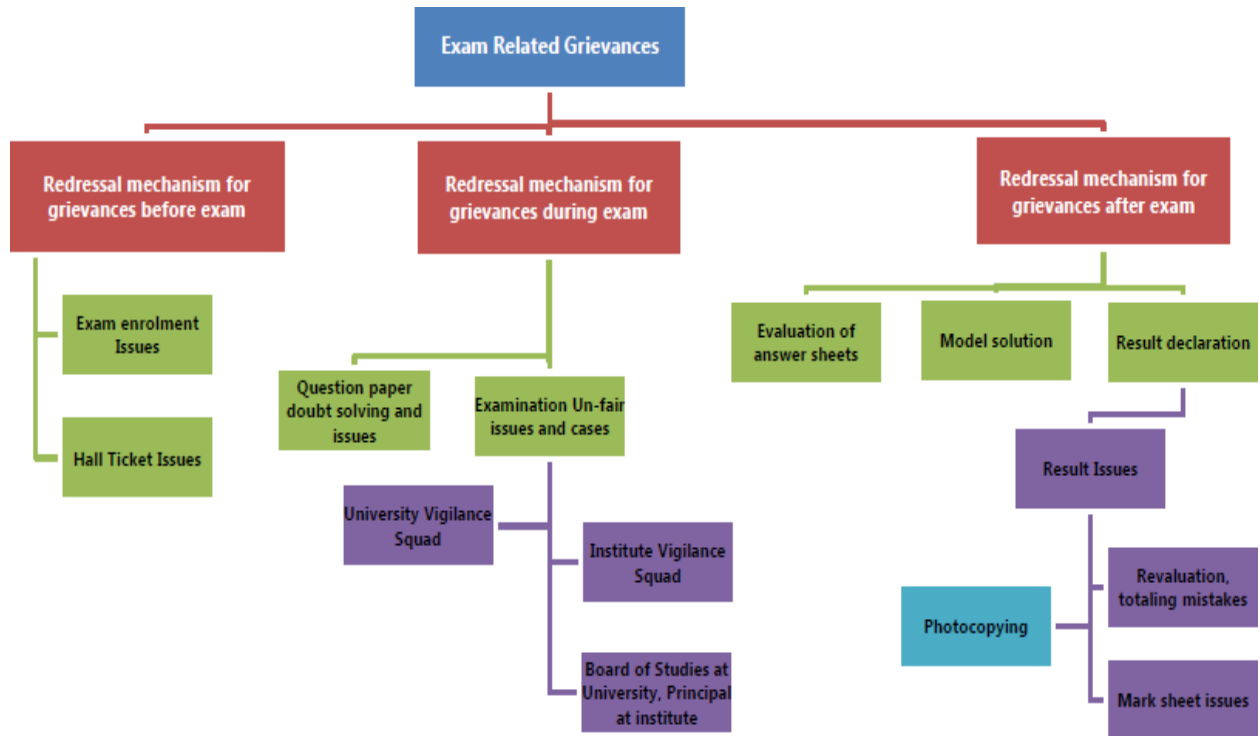 Exam Related Grievances
Redressal mechanism for
grievances before exam
Redressal mechanism for
grievances during exam
Redressal mechanism for
grievances after exam
Exam enrolment
Issues
Hall Ticket Issues
Question paper
doubt solving and
issues
Examination Un-fair
issues and cases
University Vigilance
Squad
Institute Vigilance
Squad
Board of Studies at
University, Principal
at institute
Evaluation of
answer sheets
Model solution
Result declaration
Result Issues
Revaluation,
totaling mistakes
Photocopying
Mark sheet issues